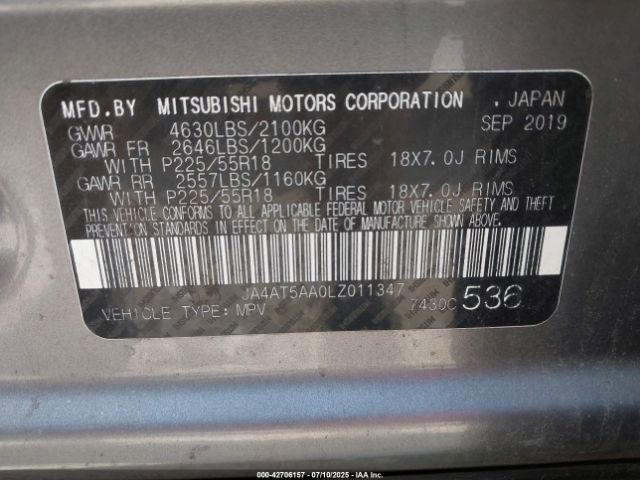 MFD.BY MITSUBISHI MOTORS CORPORATION . JAPAN
GVWR 4630LBS/2100KG SEP 2019
GAWR FR 2646LBS/1200KG
WITH P225/55R18 TIRES 18X7.0J RIMS
GAWR RR 2557LBS/1160KG
WITH P225/55R18 TIRES 18X7.0J RIMS
THIS VEHICLE CONFORMS TO ALL APPLICABLE FEDERAL MOTOR VEHICLE SAFETY AND THEFT
PREVENTION STANDARDS IN EFFECT ON THE DATE OF MANUFACTURE SHOWN ABOVE.
JA4AT5AA0LZ011347
VEHICLE TYPE: MPV 7430C 536
000-42706157 | 07/10/2025 | IAA Inc.